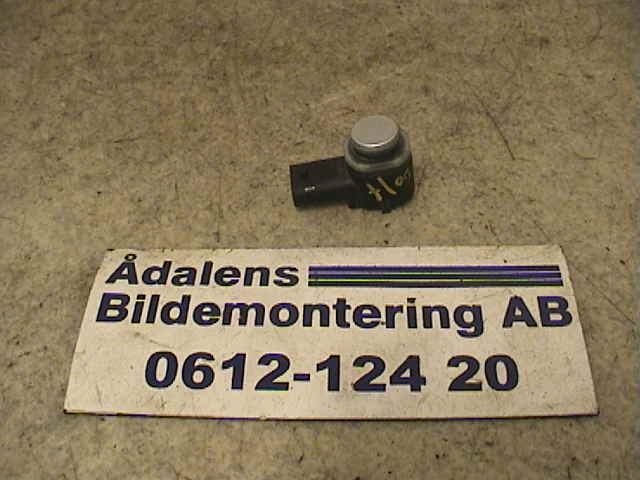 Ådalens
Bildemontering AB
0612-124 20